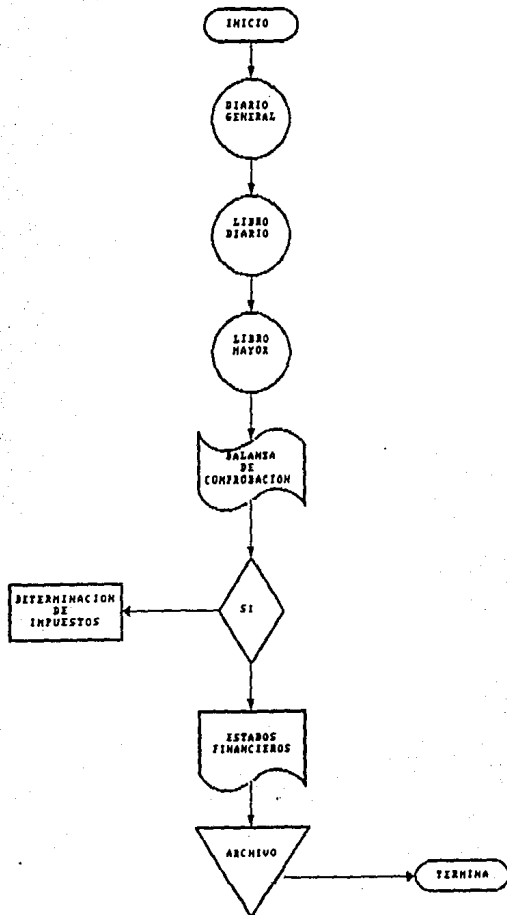 INICIO
DIARIO
GENERAL
LIBRO
DIARIO
LIBRO
MAYOR
BALANZA
DE
COMPROBACION
SI
DETERMINACION
DE
IMPUESTOS
ESTADOS
FINANCIEROS
ARCHIVO
TERMINA